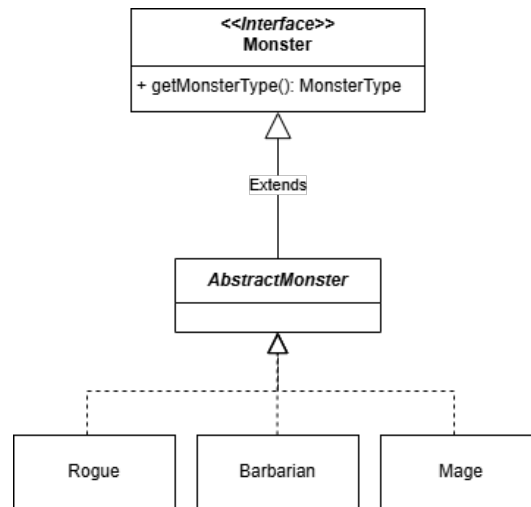 <<Interface>>
Monster
+ getMonsterType(): MonsterType
Extends
AbstractMonster
Rogue
Barbarian
Mage